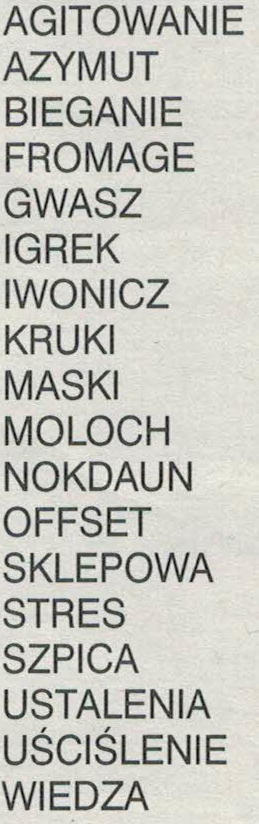 AGITOWANIE
AZYMUT
BIEGANIE
FROMAGE
GWASZ
IGREK
IWONICZ
KRUKI
MASKI
MOLOCH
NOKDAUN
OFFSET
SKLEPOWA
STRES
SZPICA
USTALENIA
UŚCIŚLENIE
WIEDZA